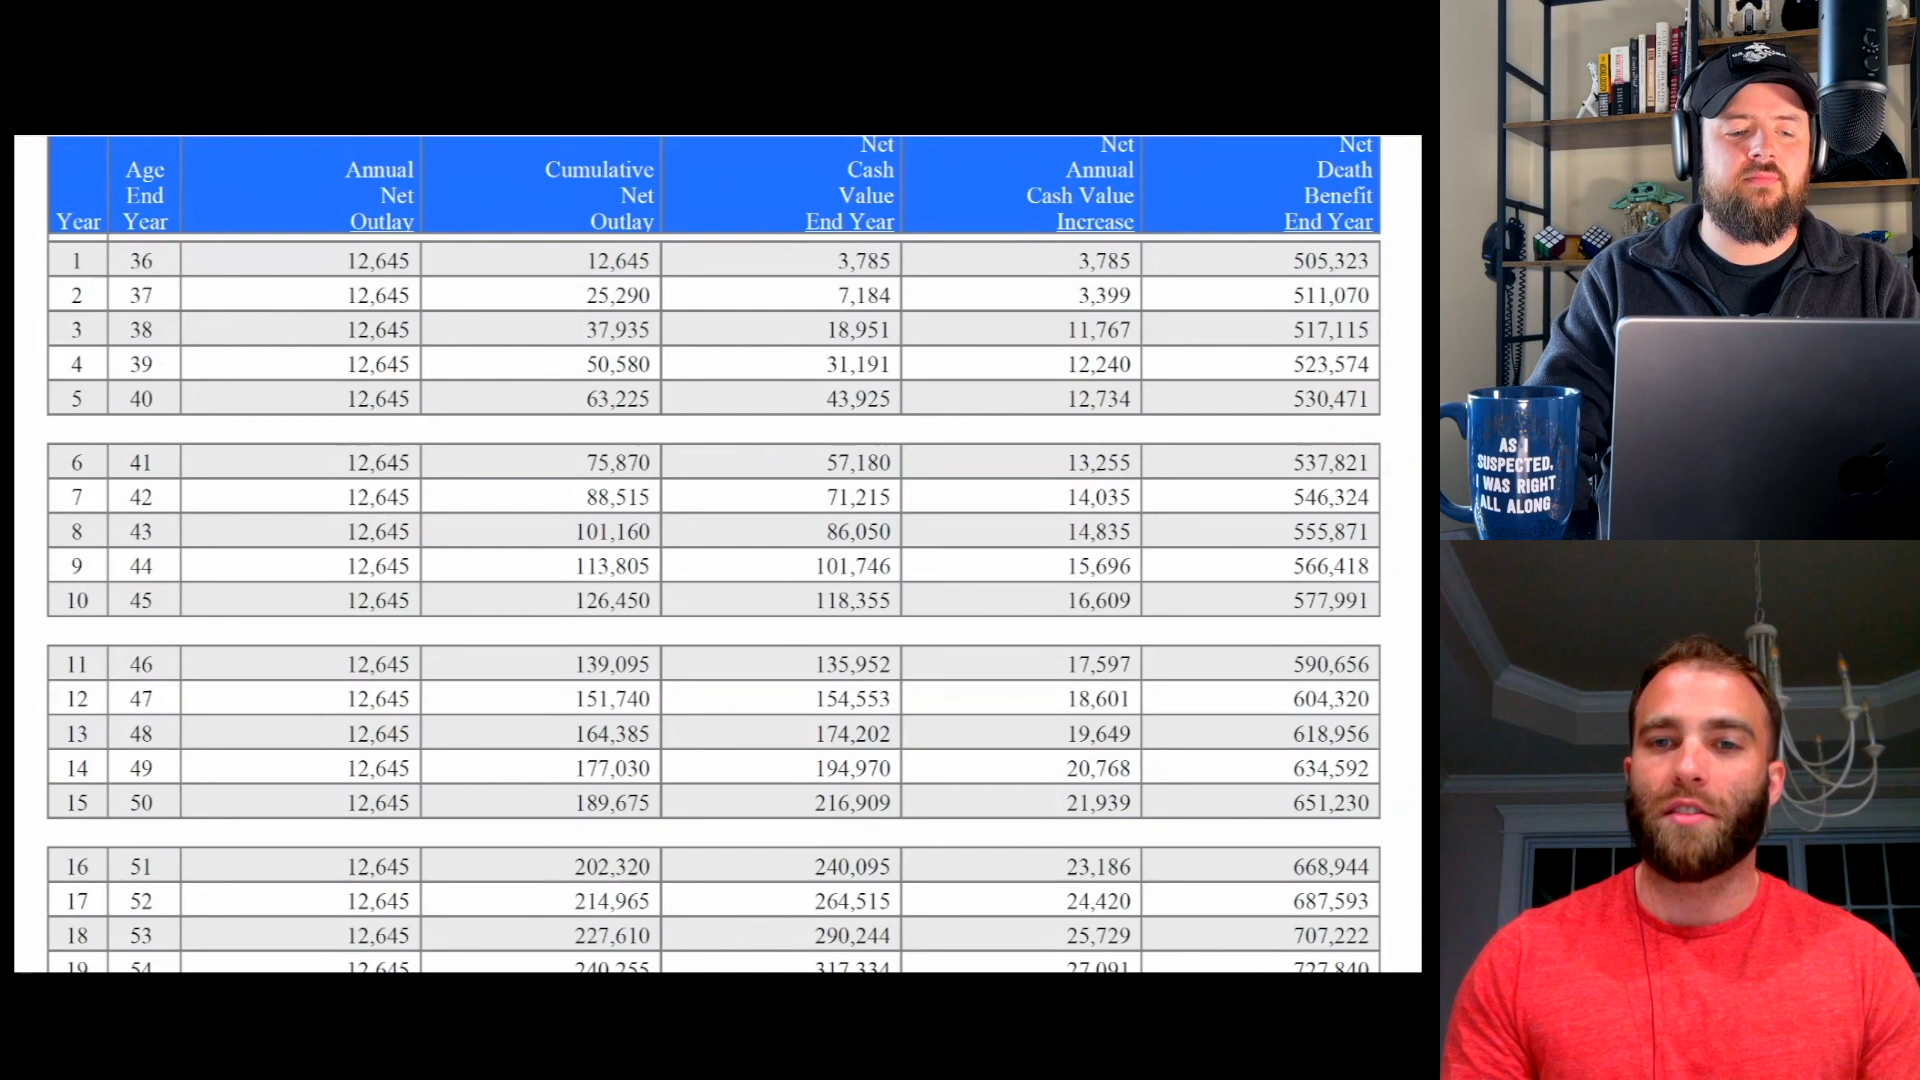 Year Age End Year Annual Net Outlay Cumulative Net Outlay Net Cash Value End Year Net Annual Cash Value Increase Net Death Benefit End Year
1 36 12,645 12,645 3,785 3,785 505,323
2 37 12,645 25,290 7,184 3,399 511,070
3 38 12,645 37,935 18,951 11,767 517,115
4 39 12,645 50,580 31,191 12,240 523,574
5 40 12,645 63,225 43,925 12,734 530,471
6 41 12,645 75,870 57,180 13,255 537,821
7 42 12,645 88,515 71,215 14,035 546,324
8 43 12,645 101,160 86,050 14,835 555,871
9 44 12,645 113,805 101,746 15,696 566,418
10 45 12,645 126,450 118,355 16,609 577,991
11 46 12,645 139,095 135,952 17,597 590,656
12 47 12,645 151,740 154,553 18,601 604,320
13 48 12,645 164,385 174,202 19,649 618,956
14 49 12,645 177,030 194,970 20,768 634,592
15 50 12,645 189,675 216,909 21,939 651,230
16 51 12,645 202,320 240,095 23,186 668,944
17 52 12,645 214,965 264,515 24,420 687,593
18 53 12,645 227,610 290,244 25,729 707,222
19 54 12,645 240,255 317,334 27,091 727,840
AS I
SUSPECTED,
I WAS RIGHT
ALL ALONG